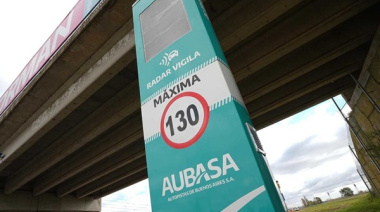 RADAR VIGILA
MÁXIMA
130
AUBASA
AUTOPISTAS DE BUENOS AIRES S.A.